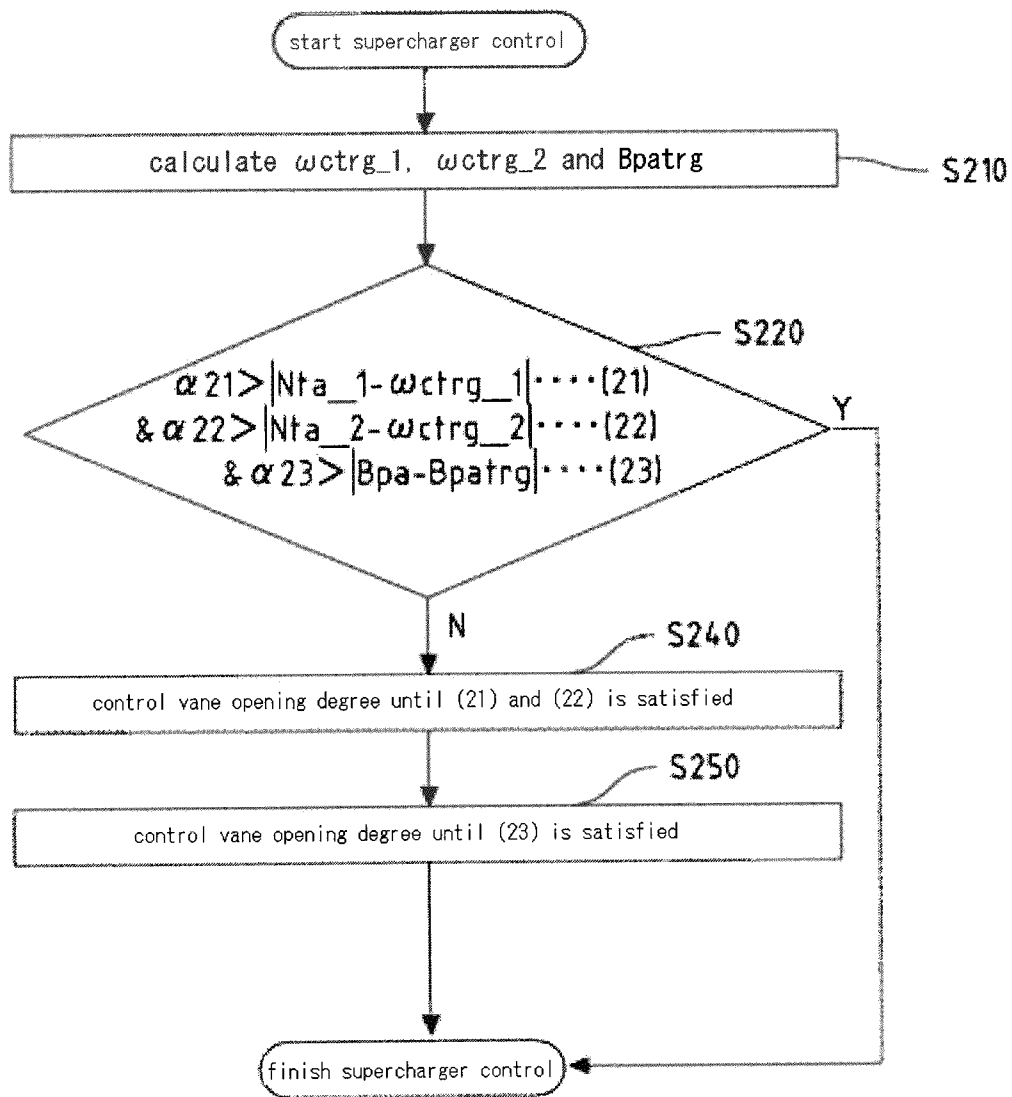 start supercharger control
calculate ωctrg_1, ωctrg_2 and Bpatrg
S210
S220
α21>|Nta_1-ωctrg_1|····(21)
&α22>|Nta_2-ωctrg_2|····(22)
&α23>|Bpa-Bpatrg|····(23)
Y
N
S240
control vane opening degree until (21) and (22) is satisfied
S250
control vane opening degree until (23) is satisfied
finish supercharger control